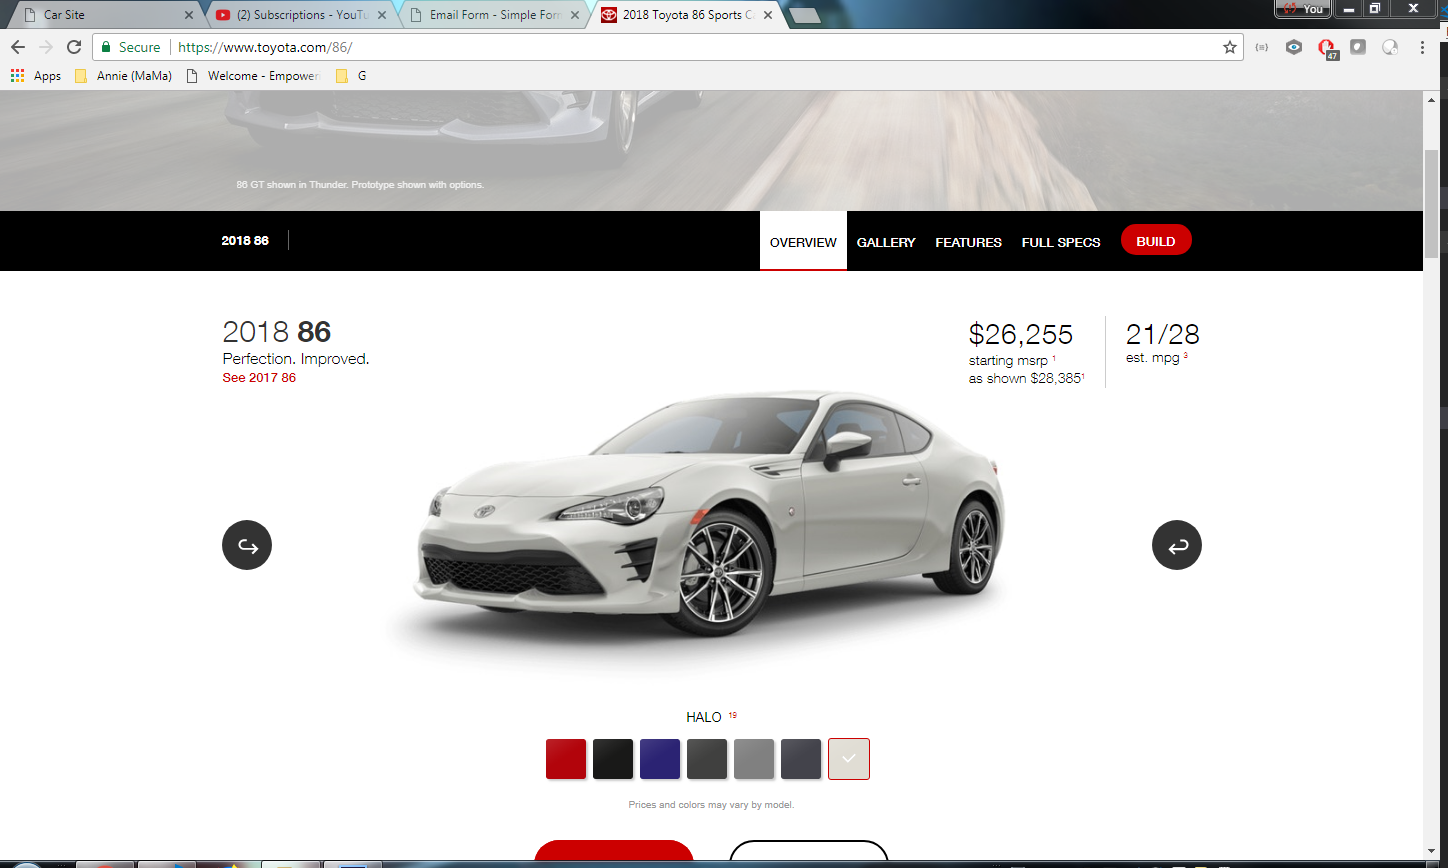 Car Site
(2) Subscriptions - YouTu
Email Form - Simple Form
2018 Toyota 86 Sports Ca
You
Secure
https://www.toyota.com/86/
47
Apps
Annie (MaMa)
Welcome - Empower
G
86 GT shown in Thunder. Prototype shown with options.
2018 86
OVERVIEW
GALLERY
FEATURES
FULL SPECS
BUILD
2018 86
Perfection. Improved.
See 2017 86
$26,255
starting msrp 1
as shown $28,3851
21/28
est. mpg 3
HALO 19
Prices and colors may vary by model.